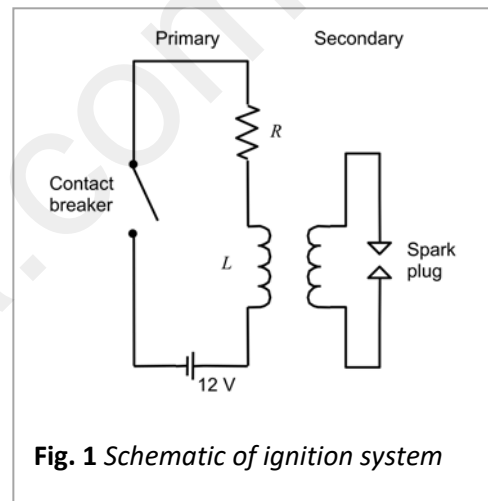 Primary
Secondary
R
Contact
breaker
L
Spark
plug
12 V
Fig. 1 Schematic of ignition system